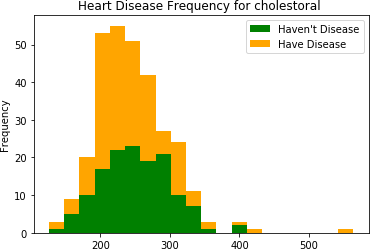 Heart Disease Frequency for cholestoral
Haven't Disease
Have Disease
Frequency
50
40
30
20
10
0
200 300 400 500